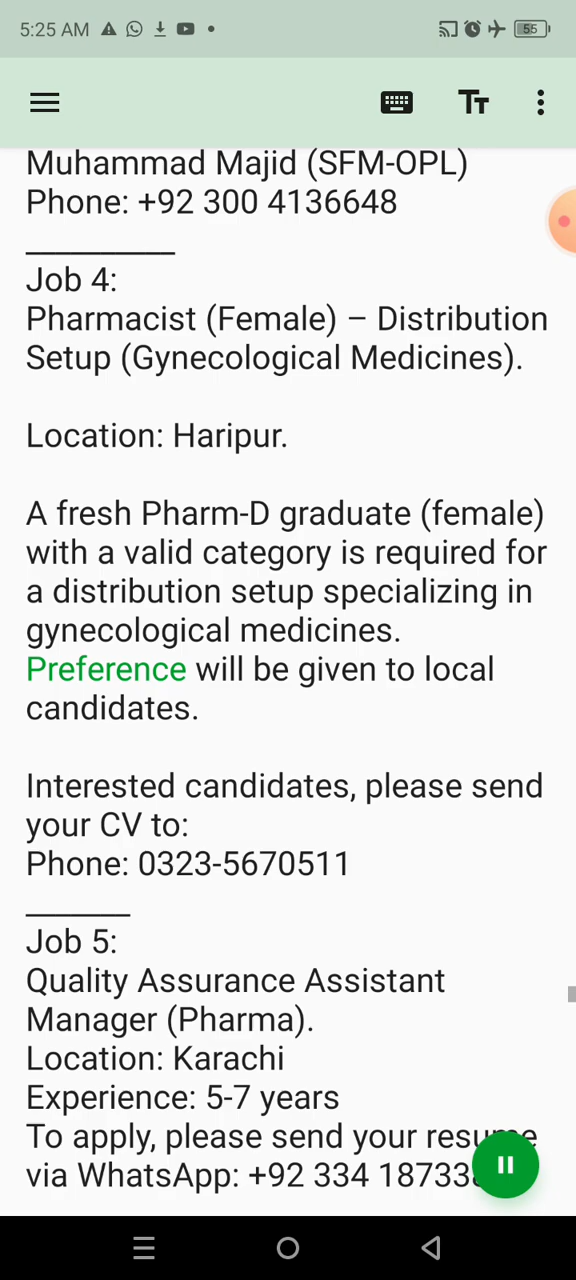 5:25 AM
55
Tт
Muhammad Majid (SFM-OPL)
Phone: +92 300 4136648
Job 4:
Pharmacist (Female) – Distribution
Setup (Gynecological Medicines).
Location: Haripur.
A fresh Pharm-D graduate (female)
with a valid category is required for
a distribution setup specializing in
gynecological medicines.
Preference will be given to local
candidates.
Interested candidates, please send
your CV to:
Phone: 0323-5670511
Job 5:
Quality Assurance Assistant
Manager (Pharma).
Location: Karachi
Experience: 5-7 years
To apply, please send your resume
via WhatsApp: +92 334 18733